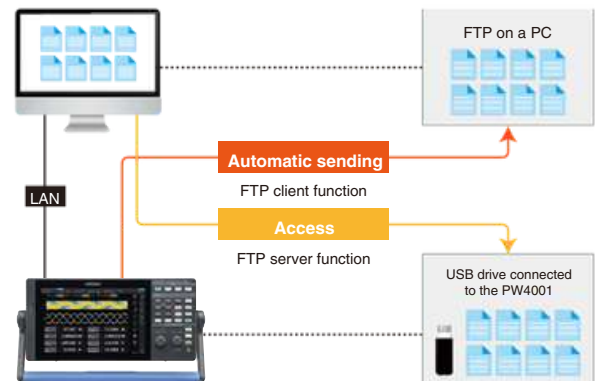 FTP on a PC
Automatic sending
FTP client function
LAN
Access
FTP server function
USB drive connected
to the PW4001